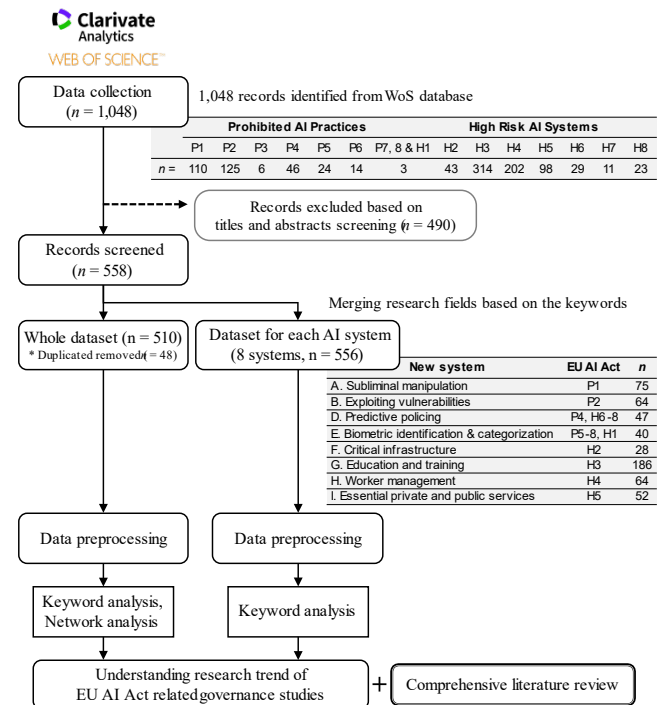 Clarivate
Analytics
WEB OF SCIENCE™
Data collection
(n = 1,048)
1,048 records identified from WoS database
Prohibited AI Practices High Risk AI Systems
P1 P2 P3 P4 P5 P6 P7, 8 & H1 H2 H3 H4 H5 H6 H7 H8
n = 110 125 6 46 24 14 3 43 314 202 98 29 11 23
Records excluded based on
titles and abstracts screening (n = 490)
Records screened
(n = 558)
Merging research fields based on the keywords
Whole dataset (n = 510)
* Duplicated removed (n = 48)
Dataset for each AI system
(8 systems, n = 556)
New system EU AI Act n
A. Subliminal manipulation P1 75
B. Exploiting vulnerabilities P2 64
D. Predictive policing P4, H6-8 47
E. Biometric identification & categorization P5-8, H1 40
F. Critical infrastructure H2 28
G. Education and training H3 186
H. Worker management H4 64
I. Essential private and public services H5 52
Data preprocessing
Data preprocessing
Keyword analysis,
Network analysis
Keyword analysis
Understanding research trend of
EU AI Act related governance studies
+
Comprehensive literature review